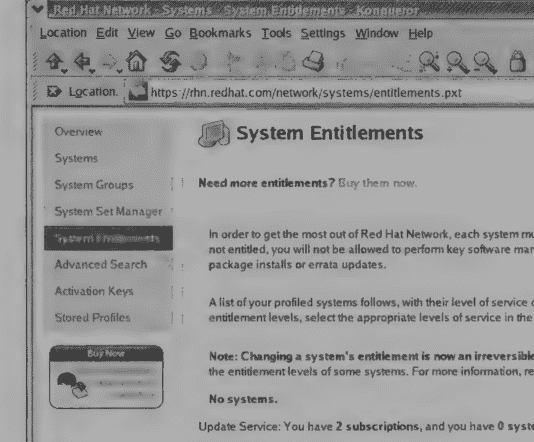 Red Hat Network - Systems - System Entitlements - Konqueror
Location Edit View Go Bookmarks Tools Settings Window Help
Location: https://rhn.redhat.com/network/systems/entitlements.pxt
System Entitlements
Overview
Systems
System Groups
System Set Manager
System Entitlements
Advanced Search
Activation Keys
Stored Profiles
Buy Now
Need more entitlements? Buy them now.
In order to get the most out of Red Hat Network, each system mu
not entitled, you will not be allowed to perform key software man
package installs or errata updates.
A list of your profiled systems follows, with their level of service
entitlement levels, select the appropriate levels of service in the
Note: Changing a system's entitlement is now an irreversible
the entitlement levels of some systems. For more information, re
No systems.
Update Service: You have 2 subscriptions, and you have 0 syste